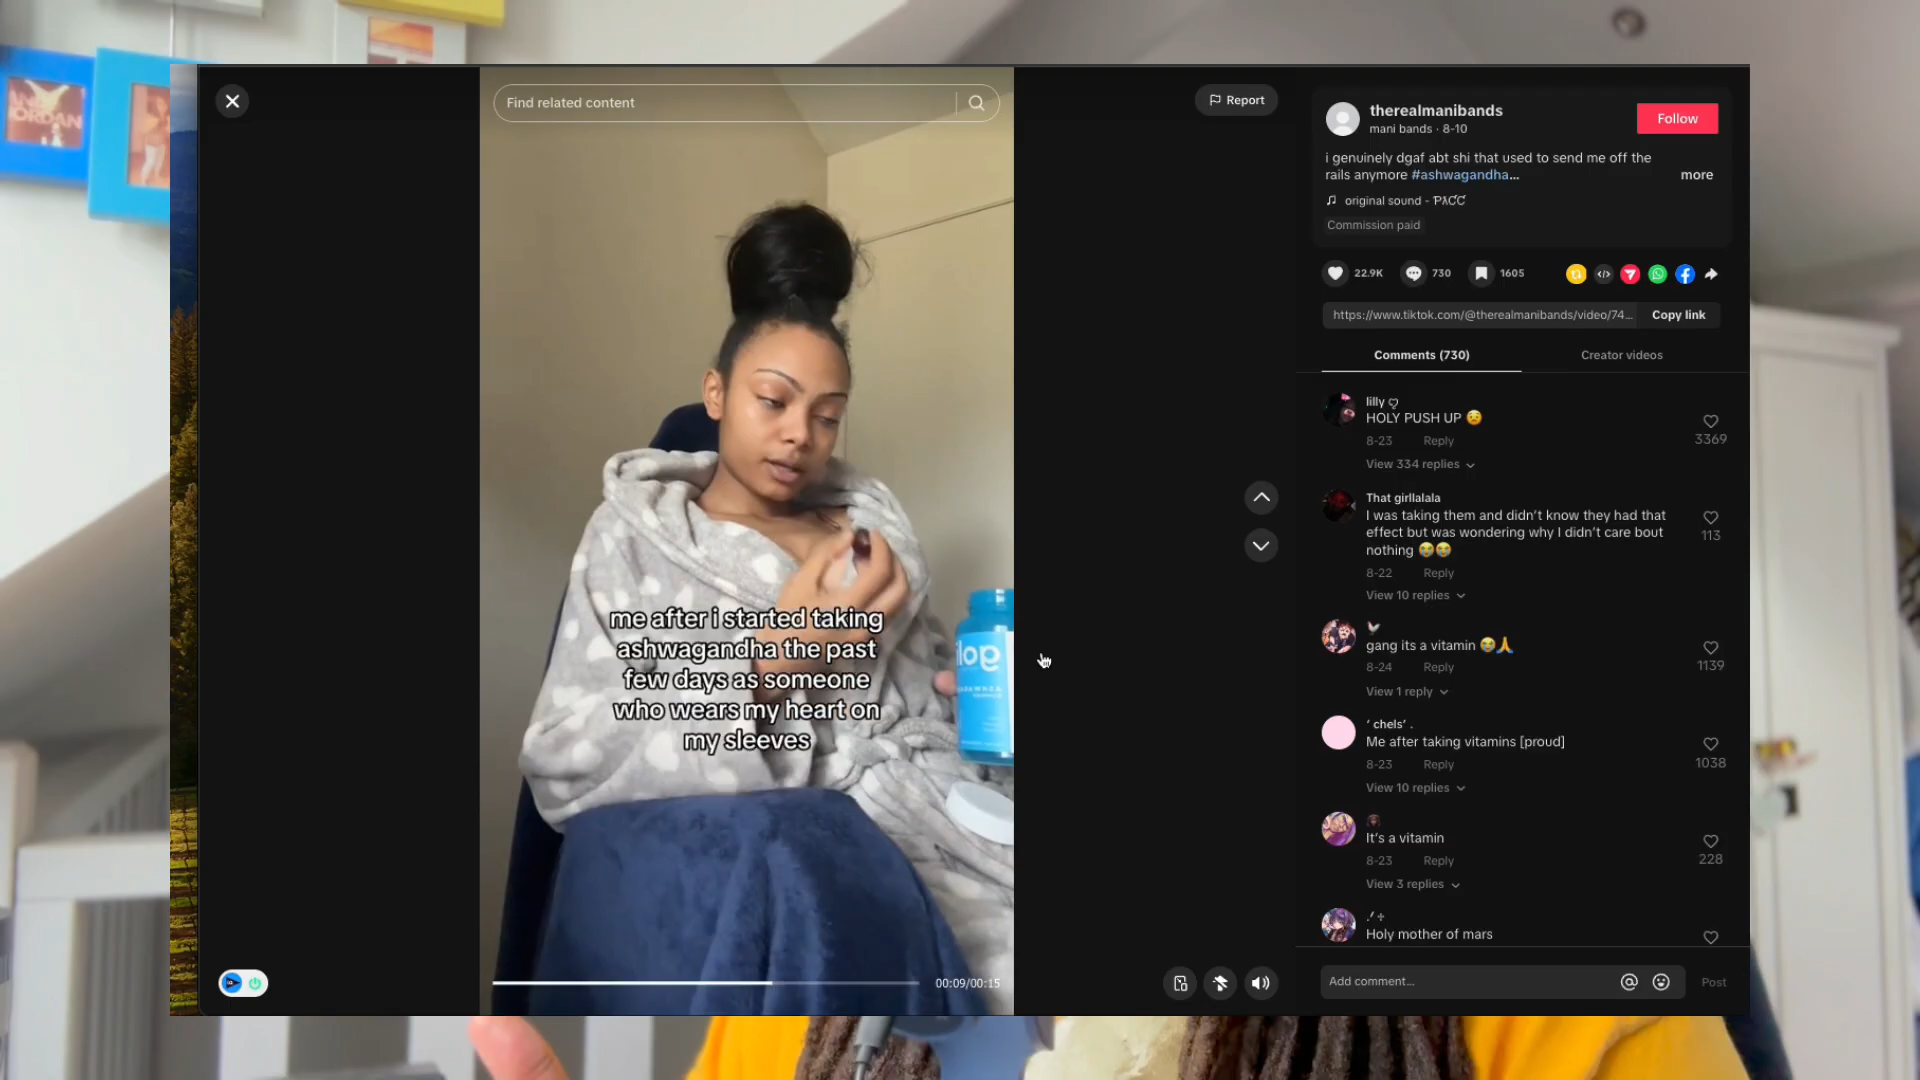 Find related content
Report
me after i started taking
ashwagandha the past
few days as someone
who wears my heart on
my sleeves
goli
00:09/00:15
therealmanibands
mani bands · 8-10
Follow
i genuinely dgaf abt shi that used to send me off the
rails anymore #ashwagandha...
more
original sound - ƤƛƇƇ
Commission paid
22.9K
730
1605
https://www.tiktok.com/@therealmanibands/video/74...
Copy link
Comments (730)
Creator videos
lilly
HOLY PUSH UP 😧
8-23 Reply
3369
View 334 replies
That girllalala
I was taking them and didn't know they had that
effect but was wondering why I didn't care bout
nothing 😭😭
8-22 Reply
113
View 10 replies
gang its a vitamin 😭🙏
8-24 Reply
1139
View 1 reply
' chels' .
Me after taking vitamins [proud]
8-23 Reply
1038
View 10 replies
It's a vitamin
8-23 Reply
228
View 3 replies
Holy mother of mars
Add comment...
Post